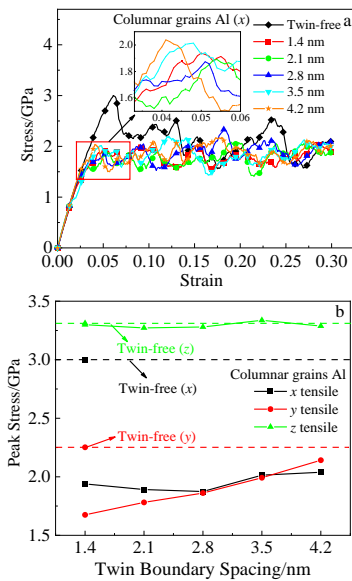 Columnar grains Al (x)
a
Twin-free
1.4 nm
2.1 nm
2.8 nm
3.5 nm
4.2 nm
2.0
1.8
1.6
0.04 0.05 0.06
Stress/GPa
4
3
2
1
0
0.00 0.05 0.10 0.15 0.20 0.25 0.30
Strain
b
3.5
3.0
2.5
2.0
1.5
Peak Stress/GPa
Twin-free (z)
Twin-free (x)
Columnar grains Al
x tensile
y tensile
z tensile
Twin-free (y)
1.4 2.1 2.8 3.5 4.2
Twin Boundary Spacing/nm